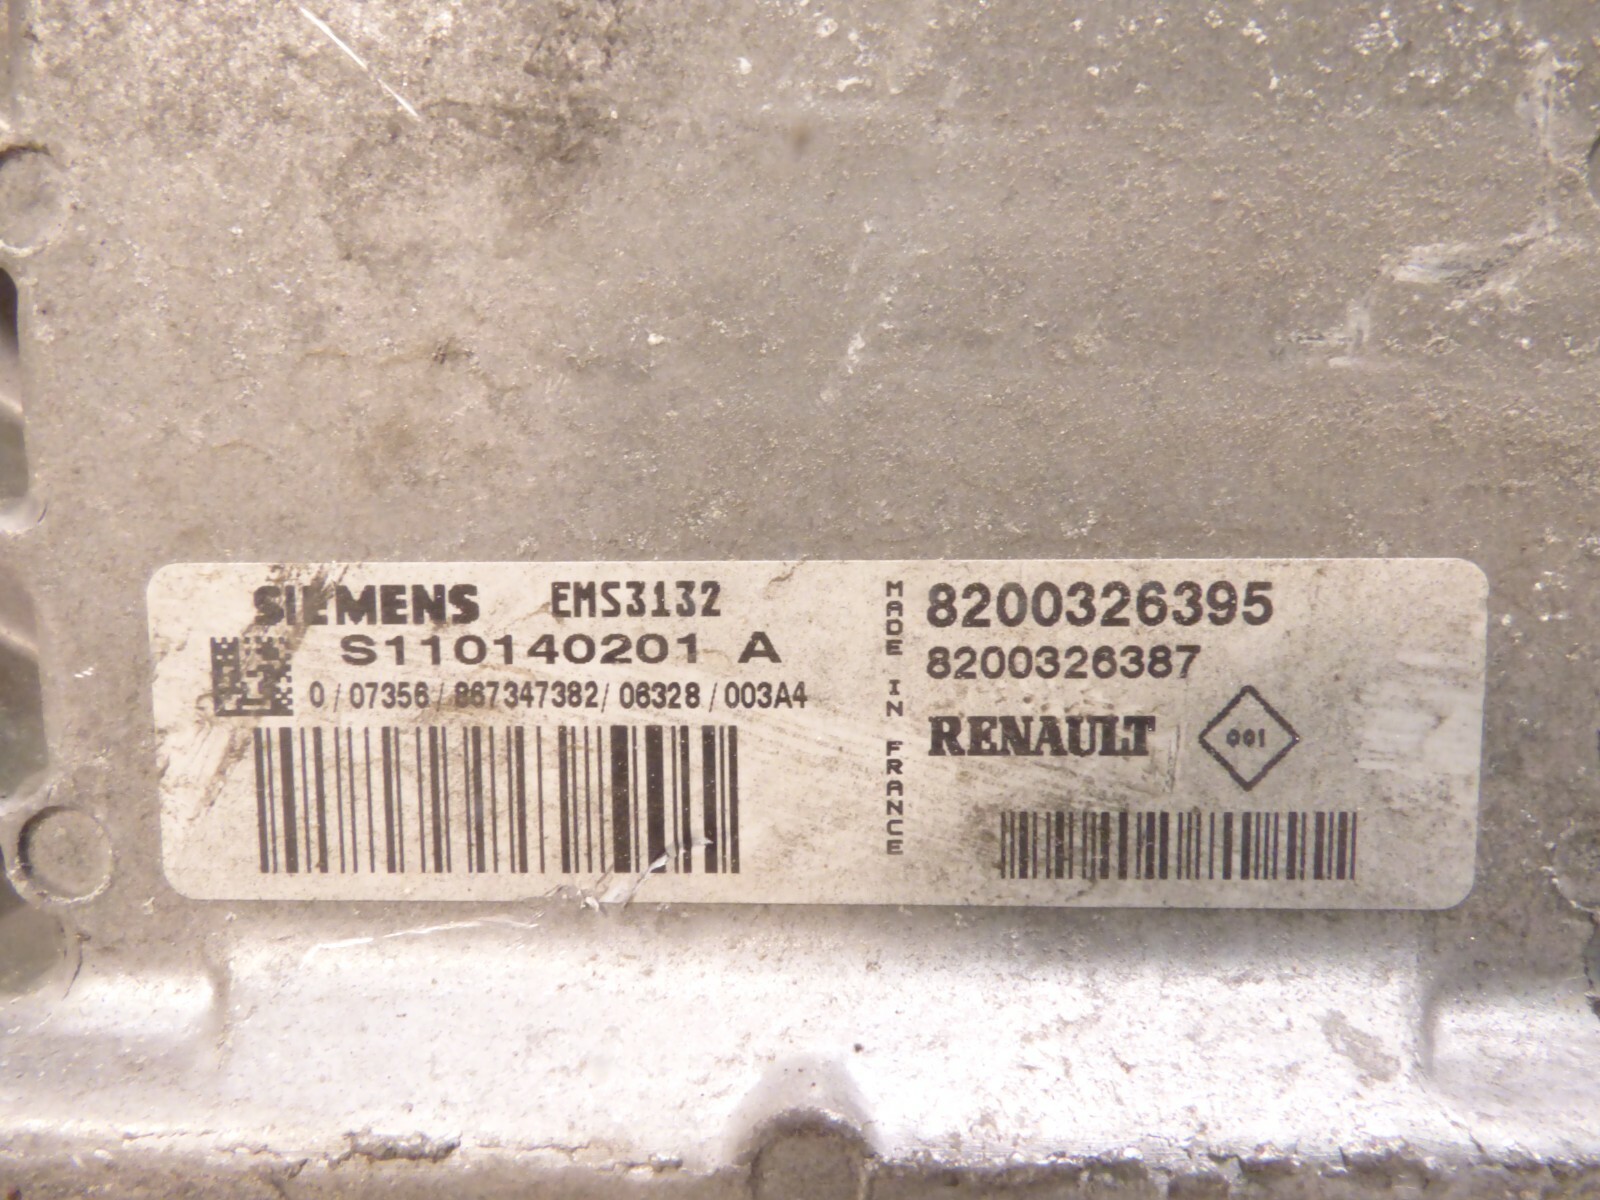 SIEMENS EMS3132
S110140201 A
0 / 07356 / 867347382 / 06328 / 003A4
MADE IN FRANCE
8200326395
8200326387
RENAULT 001